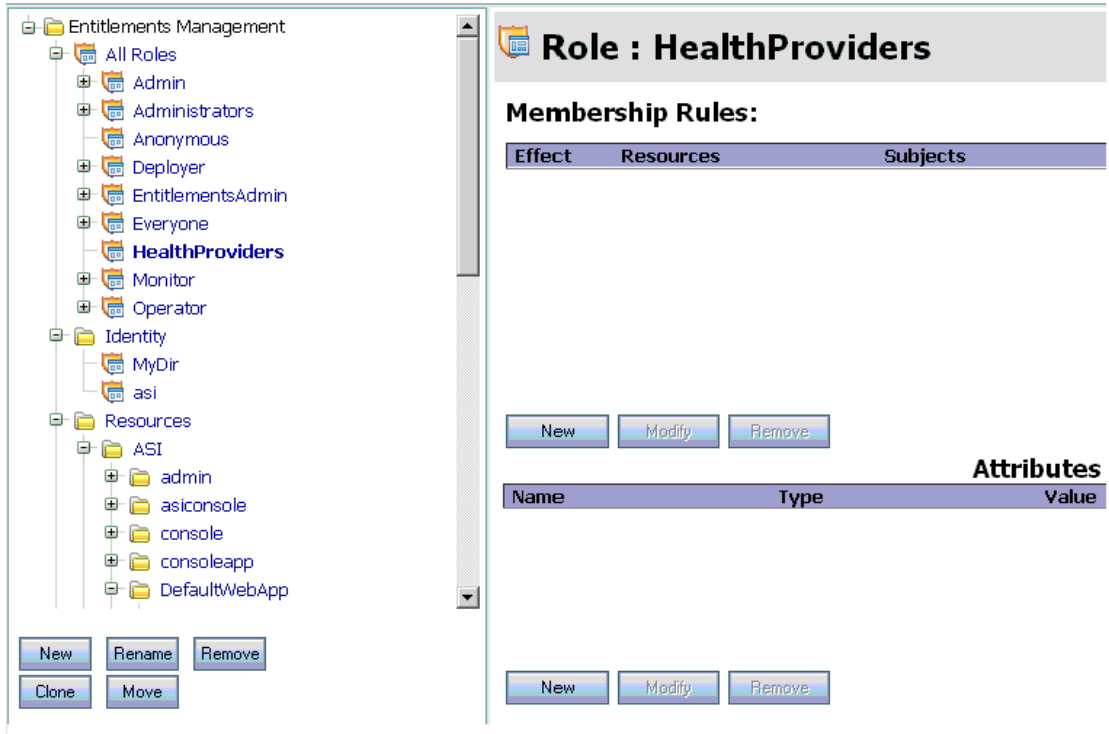 Entitlements Management
All Roles
Admin
Administrators
Anonymous
Deployer
EntitlementsAdmin
Everyone
HealthProviders
Monitor
Operator
Identity
MyDir
asi
Resources
ASI
admin
asiconsole
console
consoleapp
DefaultWebApp
New Rename Remove
Clone Move
Role : HealthProviders
Membership Rules:
Effect Resources Subjects
New Modify Remove
Attributes
Name Type Value
New Modify Remove